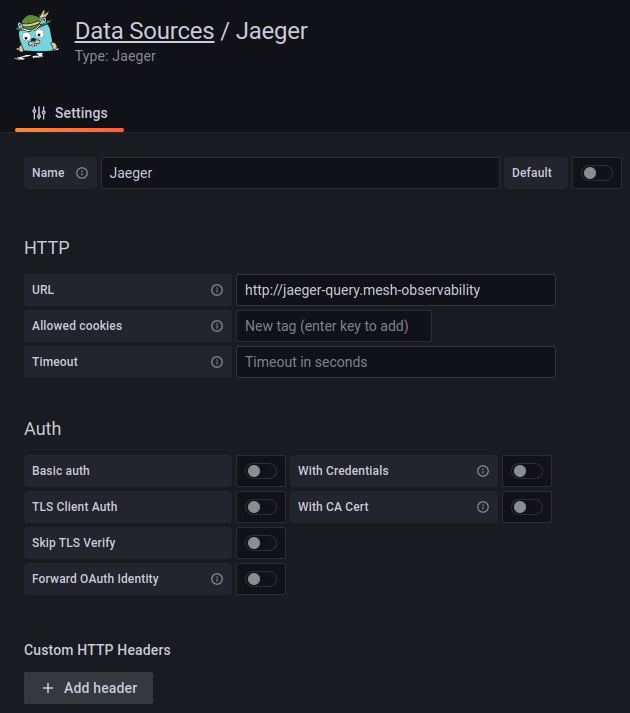 Data Sources / Jaeger
Type: Jaeger
Settings
Name Jaeger Default
HTTP
URL http://jaeger-query.mesh-observability
Allowed cookies New tag (enter key to add)
Timeout Timeout in seconds
Auth
Basic auth With Credentials
TLS Client Auth With CA Cert
Skip TLS Verify
Forward OAuth Identity
Custom HTTP Headers
+ Add header